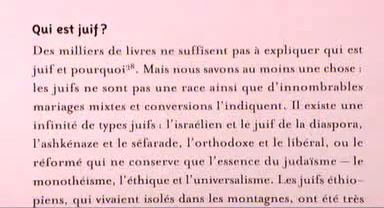 Qui est juif ?
Des milliers de livres ne suffisent pas à expliquer qui est
juif et pourquoi²⁸. Mais nous savons au moins une chose :
les juifs ne sont pas une race ainsi que d'innombrables
mariages mixtes et conversions l'indiquent. Il existe une
infinité de types juifs : l'israélien et le juif de la diaspora,
l'ashkénaze et le séfarade, l'orthodoxe et le libéral, ou le
réformé qui ne conserve que l'essence du judaïsme – le
monothéisme, l'éthique et l'universalisme. Les juifs éthio-
piens, qui vivaient isolés dans les montagnes, ont été très